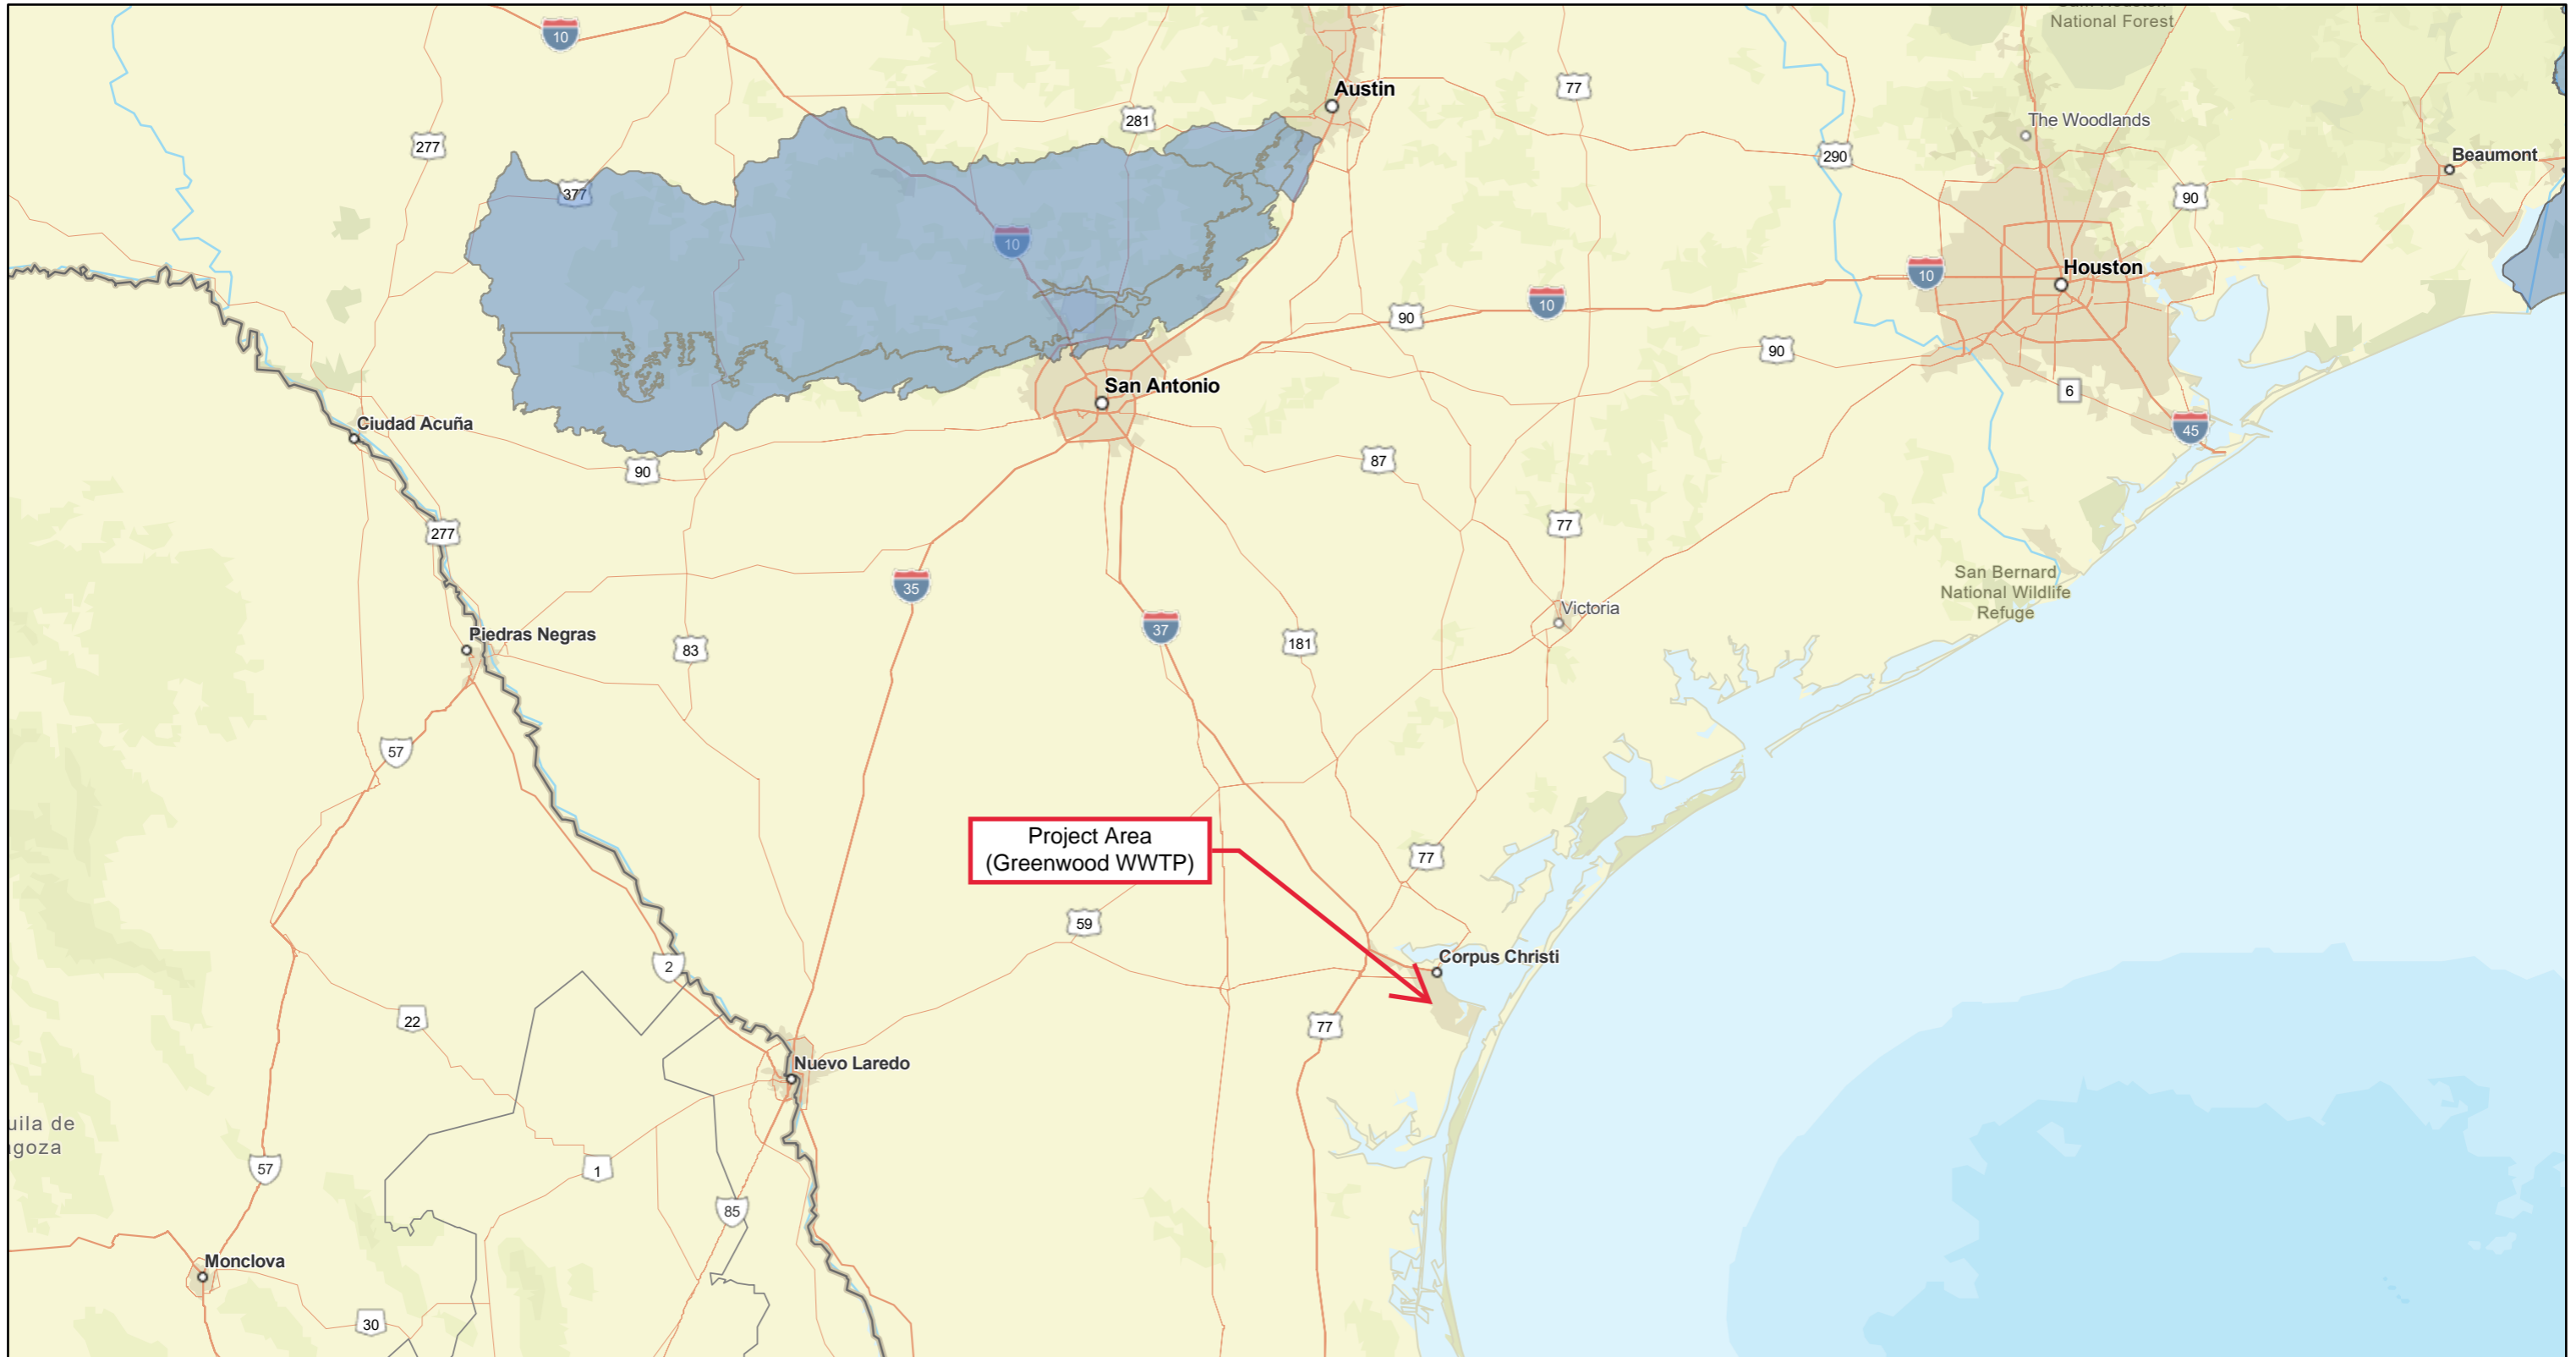 National Forest
10
Austin
77
281
The Woodlands
277
290
Beaumont
377
90
10
Houston
10
10
90
90
San Antonio
6
Ciudad Acuña
45
87
90
77
277
San Bernard
National Wildlife
Refuge
35
Victoria
37
Piedras Negras
181
83
57
Project Area
(Greenwood WWTP)
77
59
Corpus Christi
2
22
77
Nuevo Laredo
uila de
goza
57
1
85
Monclova
30